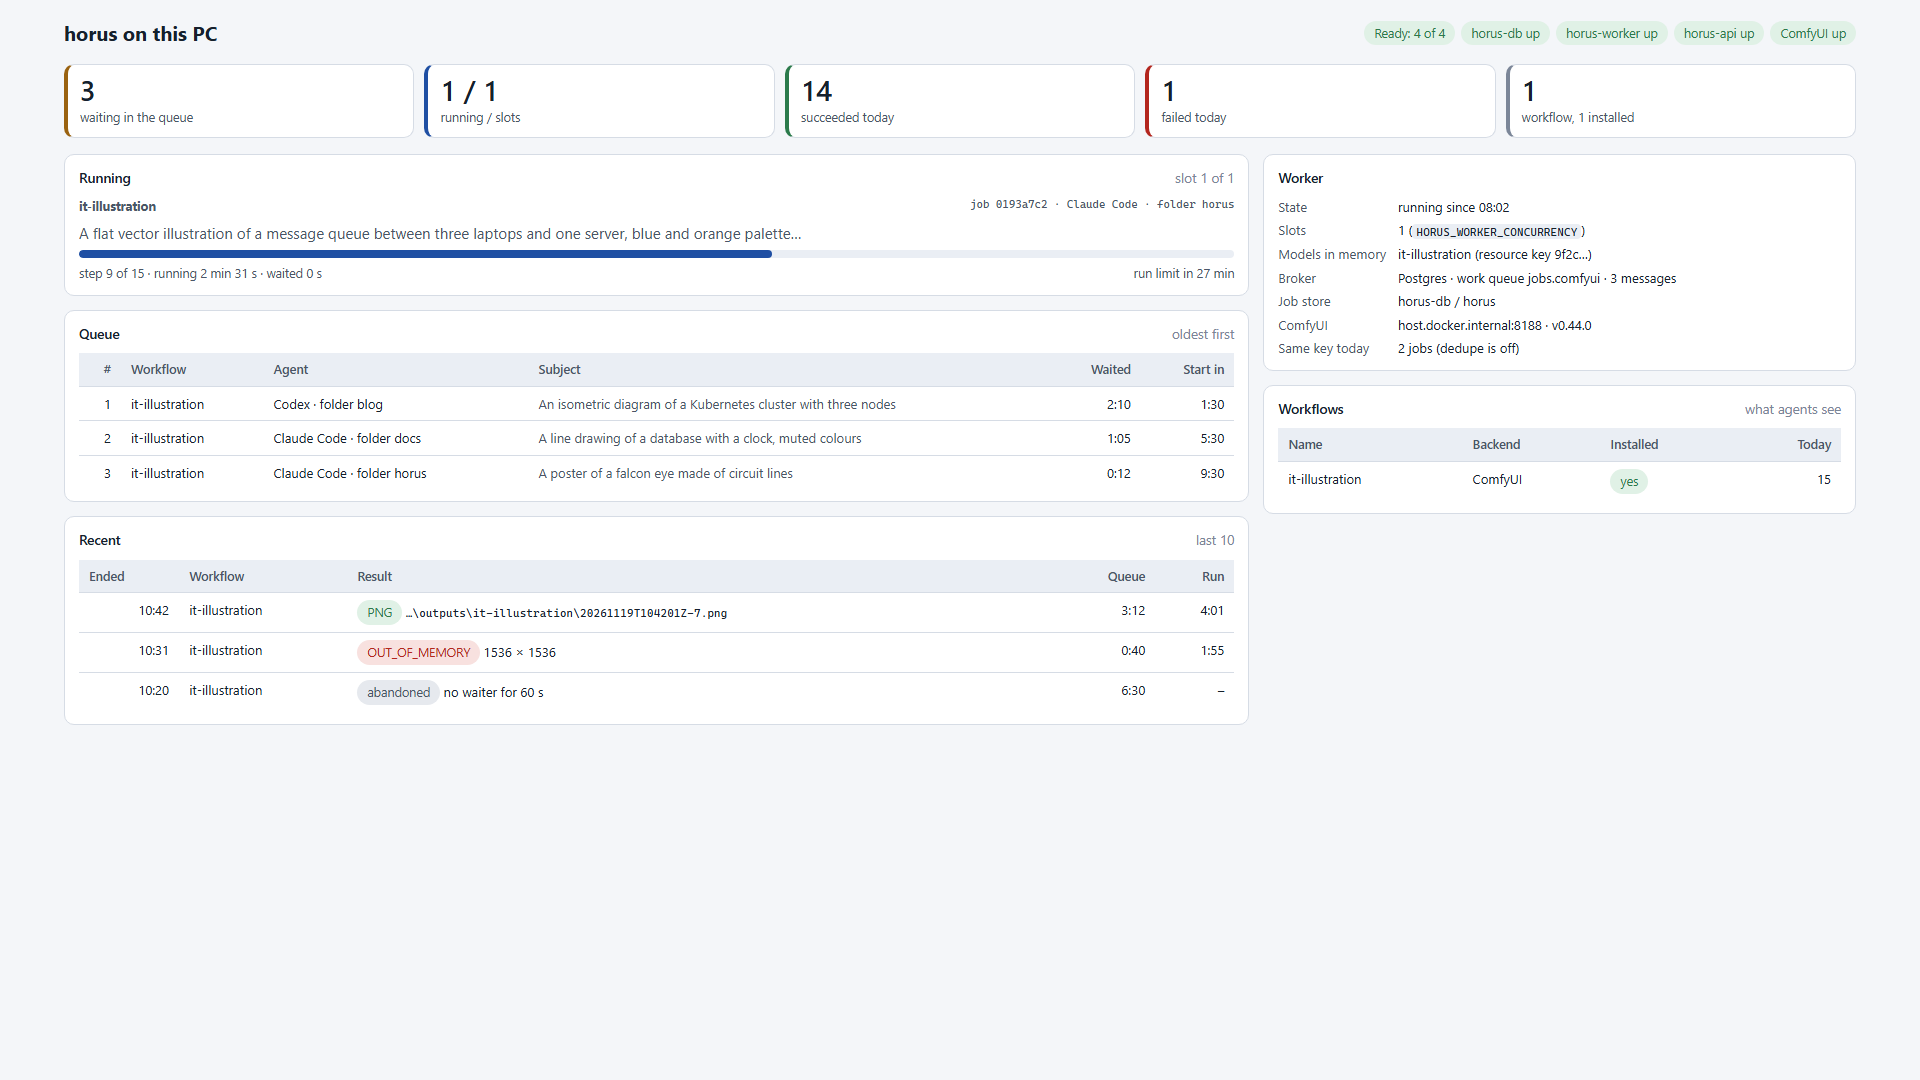 horus on this PC
Ready: 4 of 4 horus-db up horus-worker up horus-api up ComfyUI up
3
waiting in the queue
1 / 1
running / slots
14
succeeded today
1
failed today
1
workflow, 1 installed
Running slot 1 of 1
it-illustration job 0193a7c2 · Claude Code · folder horus
A flat vector illustration of a message queue between three laptops and one server, blue and orange palette...
step 9 of 15 · running 2 min 31 s · waited 0 s run limit in 27 min
Queue oldest first
# Workflow Agent Subject Waited Start in
1 it-illustration Codex · folder blog An isometric diagram of a Kubernetes cluster with three nodes 2:10 1:30
2 it-illustration Claude Code · folder docs A line drawing of a database with a clock, muted colours 1:05 5:30
3 it-illustration Claude Code · folder horus A poster of a falcon eye made of circuit lines 0:12 9:30
Recent last 10
Ended Workflow Result Queue Run
10:42 it-illustration PNG …\outputs\it-illustration\20261119T104201Z-7.png 3:12 4:01
10:31 it-illustration OUT_OF_MEMORY 1536 × 1536 0:40 1:55
10:20 it-illustration abandoned no waiter for 60 s 6:30 –
Worker
State running since 08:02
Slots 1 ( HORUS_WORKER_CONCURRENCY )
Models in memory it-illustration (resource key 9f2c...)
Broker Postgres · work queue jobs.comfyui · 3 messages
Job store horus-db / horus
ComfyUI host.docker.internal:8188 · v0.44.0
Same key today 2 jobs (dedupe is off)
Workflows what agents see
Name Backend Installed Today
it-illustration ComfyUI yes 15